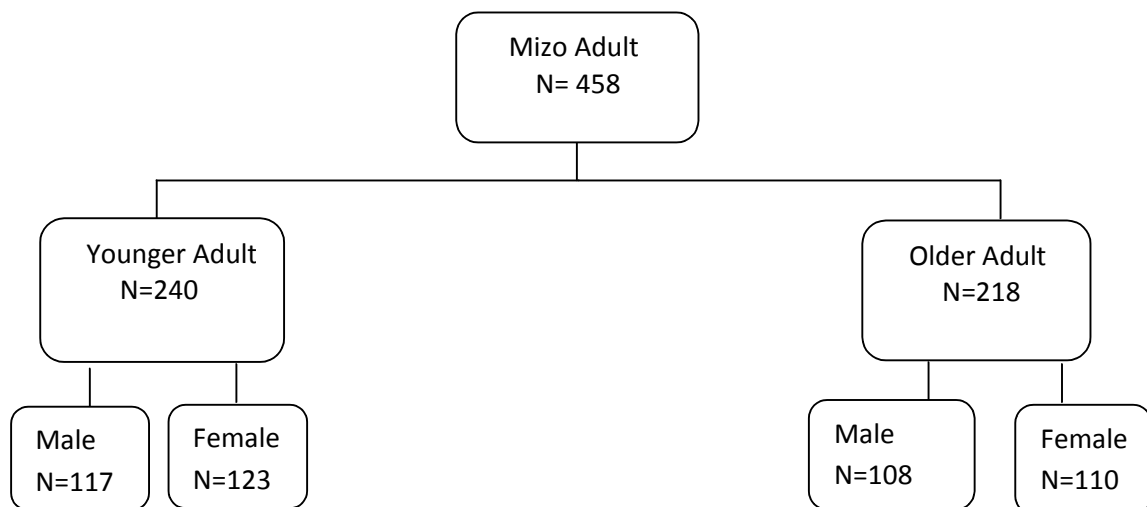 Mizo Adult
N= 458
Younger Adult
N=240
Older Adult
N=218
Male
N=117
Female
N=123
Male
N=108
Female
N=110